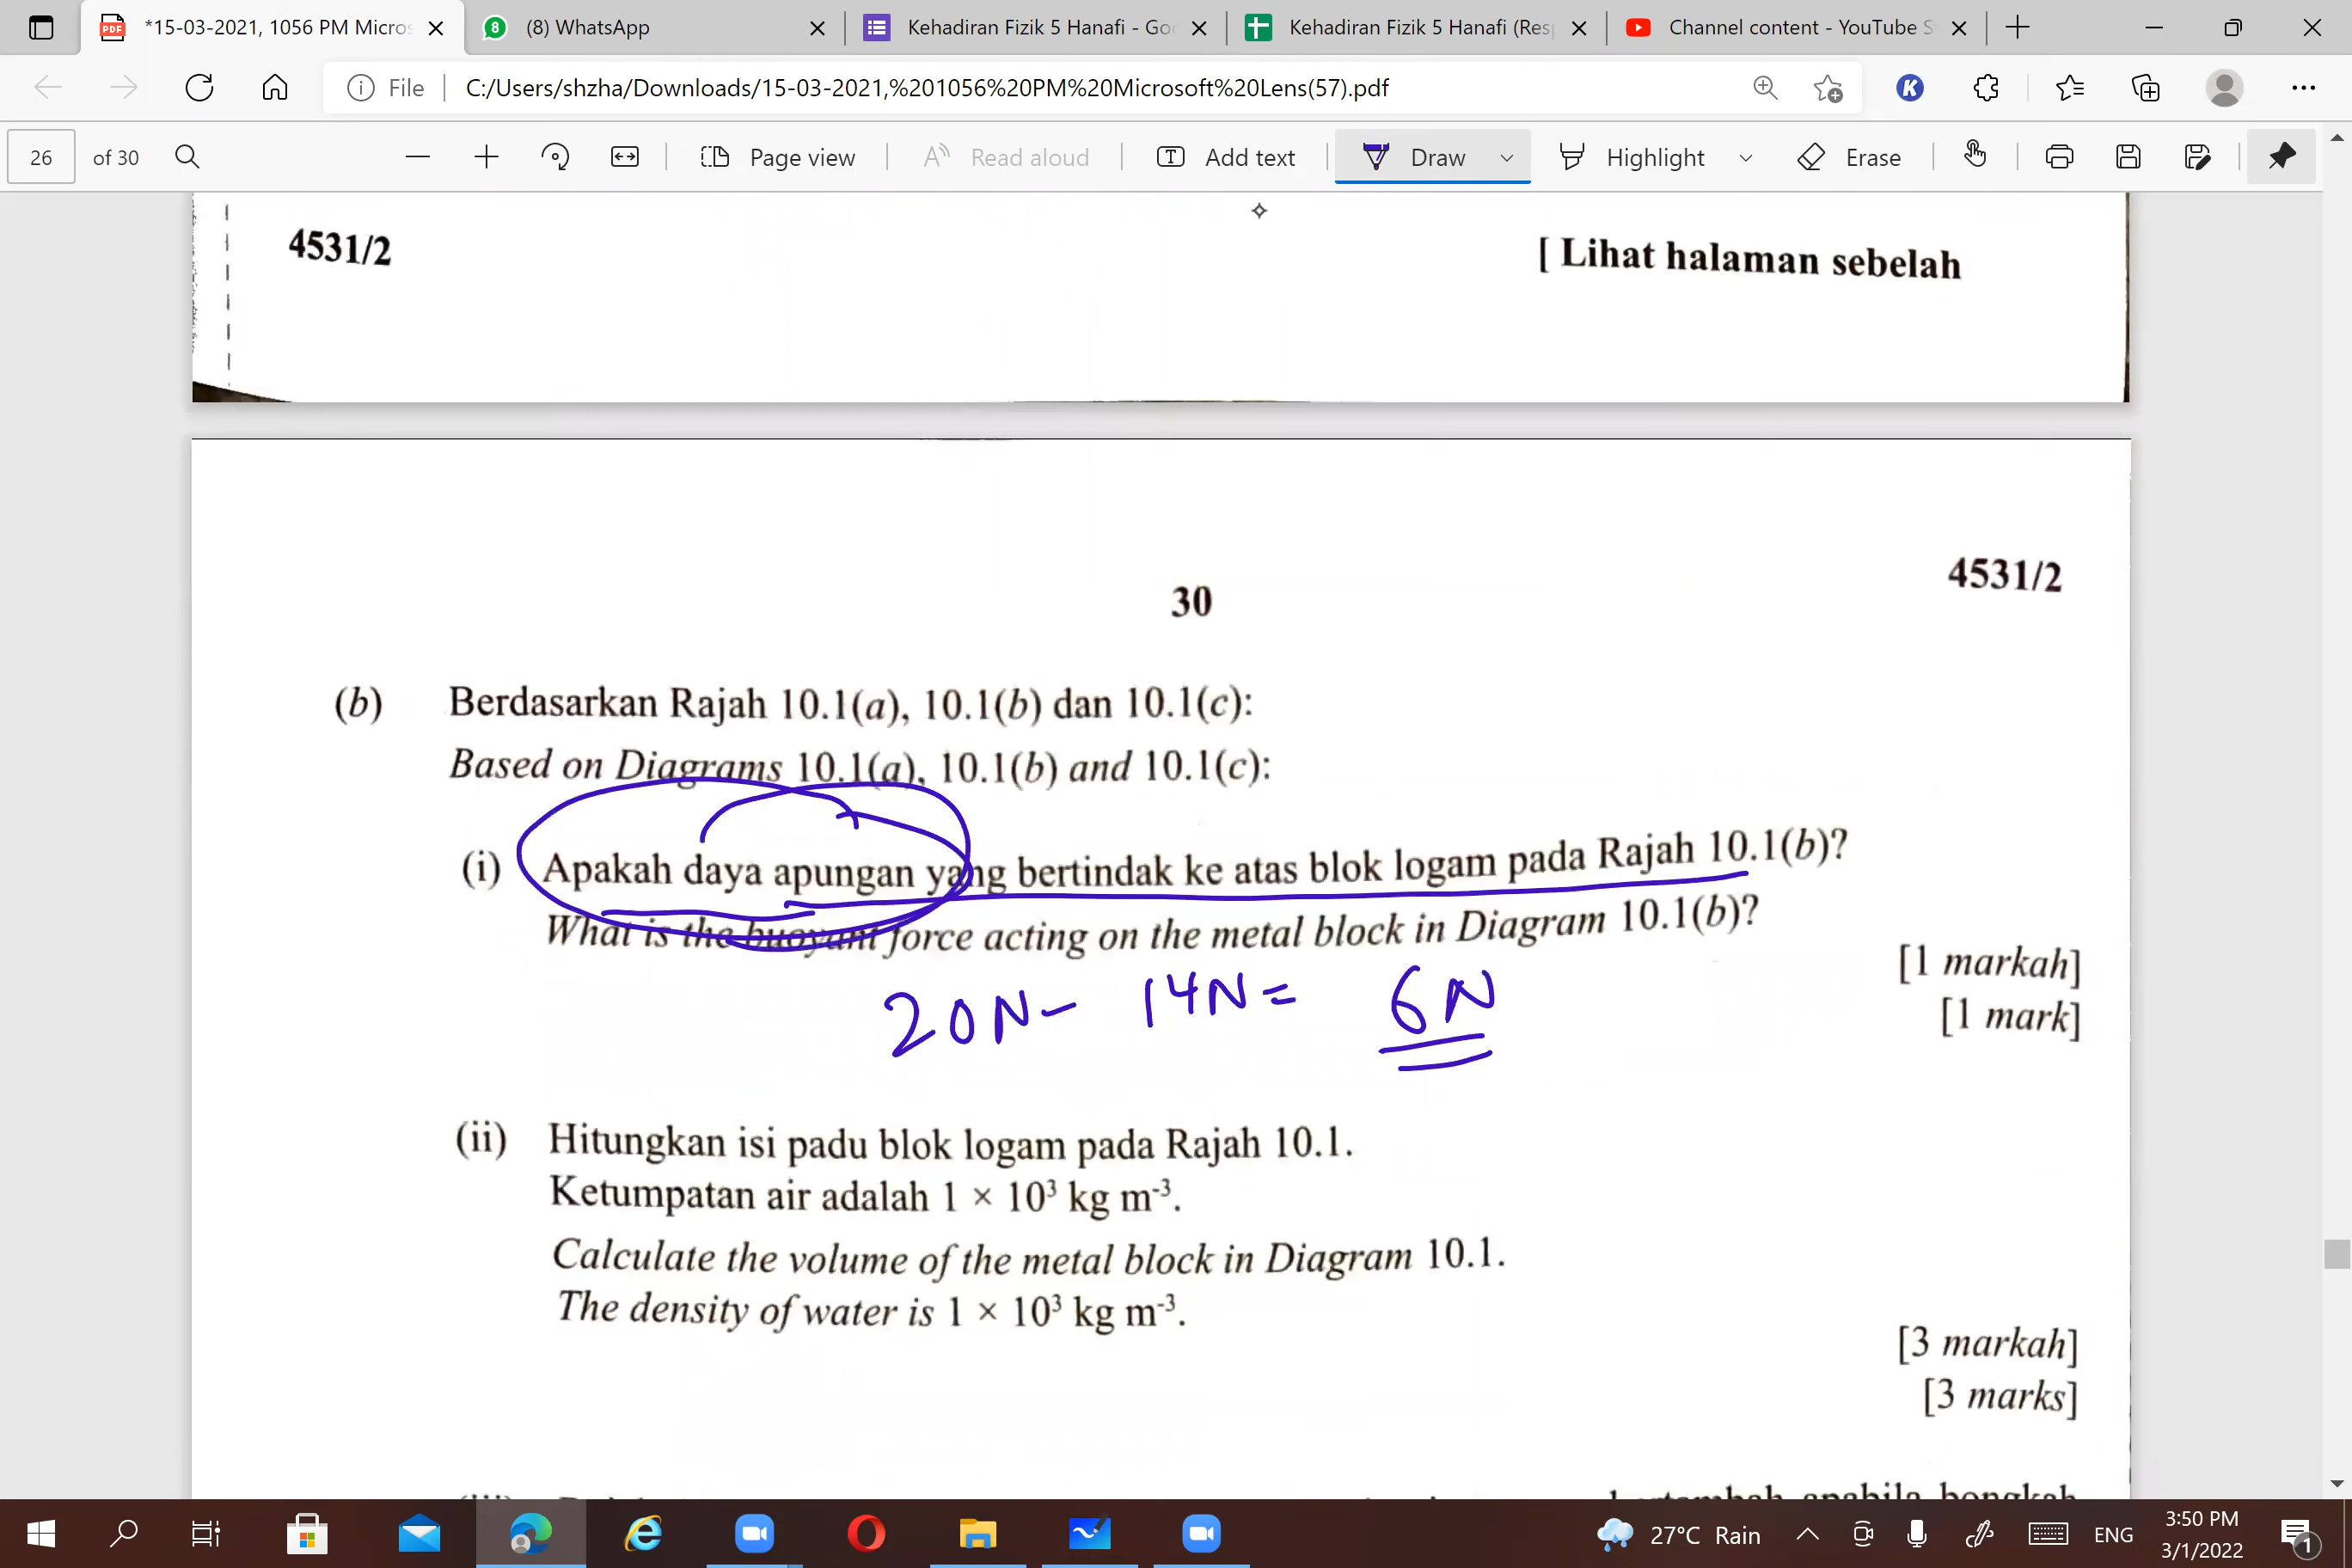 *15-03-2021, 1056 PM Micros
(8) WhatsApp
Kehadiran Fizik 5 Hanafi - Goo
Kehadiran Fizik 5 Hanafi (Resp
Channel content - YouTube S
File
C:/Users/shzha/Downloads/15-03-2021,%201056%20PM%20Microsoft%20Lens(57).pdf
26 of 30
Page view
Read aloud
Add text
Draw
Highlight
Erase
4531/2
[ Lihat halaman sebelah
4531/2
30
(b) Berdasarkan Rajah 10.1(a), 10.1(b) dan 10.1(c):
Based on Diagrams 10.1(a), 10.1(b) and 10.1(c):
(i) Apakah daya apungan yang bertindak ke atas blok logam pada Rajah 10.1(b)?
What is the buoyant force acting on the metal block in Diagram 10.1(b)?
[1 markah]
[1 mark]
20N - 14N = 6N
(ii) Hitungkan isi padu blok logam pada Rajah 10.1.
Ketumpatan air adalah 1 × 10³ kg m⁻³.
Calculate the volume of the metal block in Diagram 10.1.
The density of water is 1 × 10³ kg m⁻³.
[3 markah]
[3 marks]
27°C Rain
ENG
3:50 PM
3/1/2022